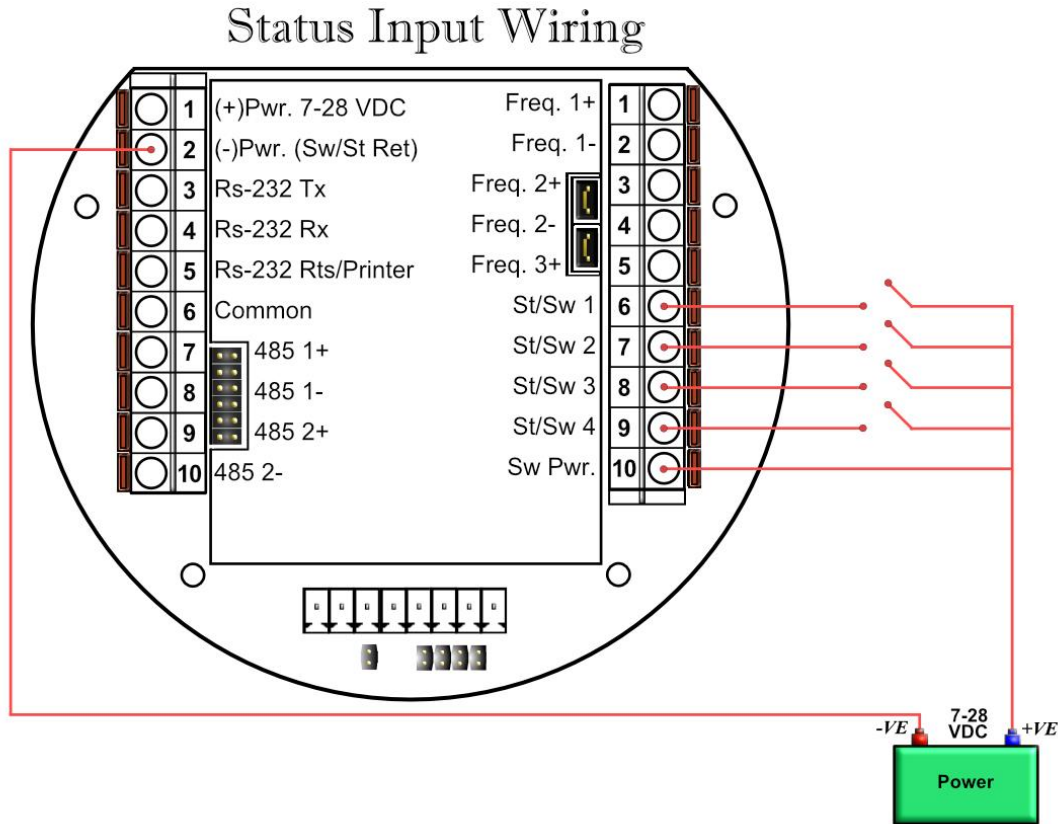 Status Input Wiring
1 (+)Pwr. 7-28 VDC
2 (-)Pwr. (Sw/St Ret)
3 Rs-232 Tx
4 Rs-232 Rx
5 Rs-232 Rts/Printer
6 Common
7 485 1+
8 485 1-
9 485 2+
10 485 2-
Freq. 1+ 1
Freq. 1- 2
Freq. 2+ 3
Freq. 2- 4
Freq. 3+ 5
St/Sw 1 6
St/Sw 2 7
St/Sw 3 8
St/Sw 4 9
Sw Pwr. 10
-VE
7-28
VDC
+VE
Power